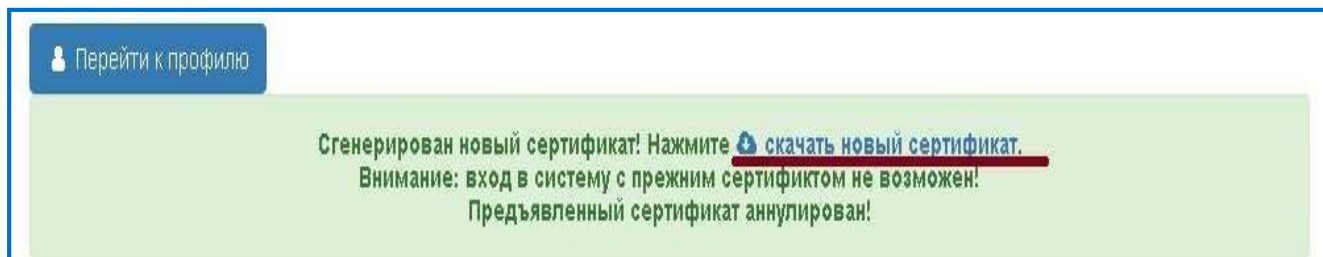 Перейти к профилю
Сгенерирован новый сертификат! Нажмите скачать новый сертификат.
Внимание: вход в систему с прежним сертификтом не возможен!
Предъявленный сертификат аннулирован!